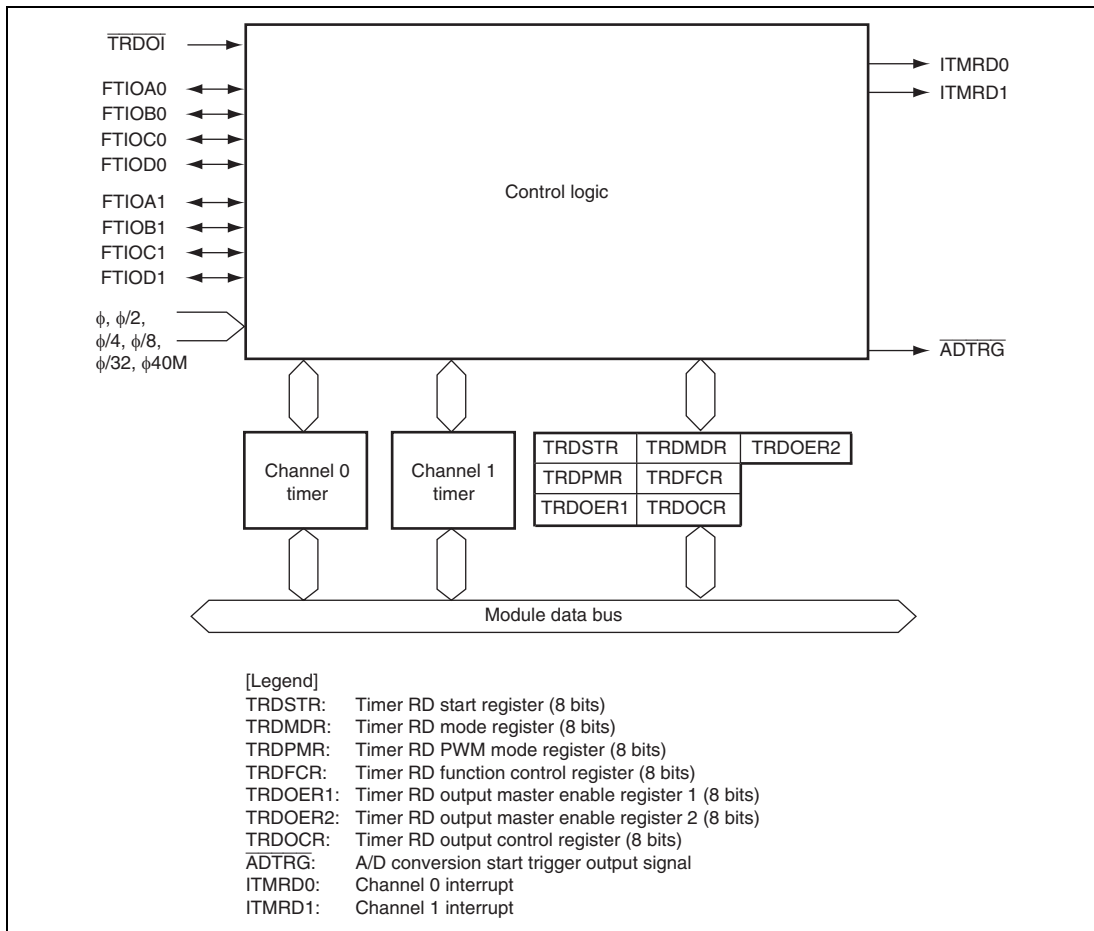 TRDOI
FTIOA0
FTIOB0
FTIOC0
FTIOD0
FTIOA1
FTIOB1
FTIOC1
FTIOD1
ϕ, ϕ/2,
ϕ/4, ϕ/8,
ϕ/32, ϕ40M
Control logic
ITMRD0
ITMRD1
ADTRG
Channel 0
timer
Channel 1
timer
TRDSTR TRDMDR TRDOER2
TRDPMR TRDFCR
TRDOER1 TRDOCR
Module data bus
[Legend]
TRDSTR: Timer RD start register (8 bits)
TRDMDR: Timer RD mode register (8 bits)
TRDPMR: Timer RD PWM mode register (8 bits)
TRDFCR: Timer RD function control register (8 bits)
TRDOER1: Timer RD output master enable register 1 (8 bits)
TRDOER2: Timer RD output master enable register 2 (8 bits)
TRDOCR: Timer RD output control register (8 bits)
ADTRG: A/D conversion start trigger output signal
ITMRD0: Channel 0 interrupt
ITMRD1: Channel 1 interrupt